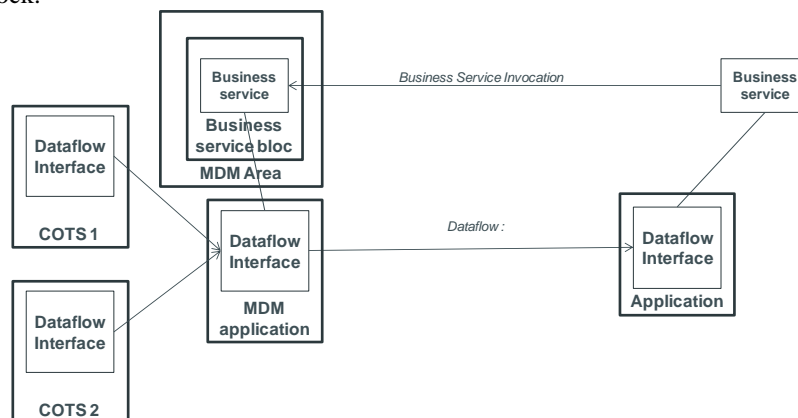 Business
service
Business
service bloc
MDM Area
Business Service Invocation
Business
service
Dataflow
Interface
COTS 1
Dataflow
Interface
MDM
application
Dataflow :
Dataflow
Interface
Application
Dataflow
Interface
COTS 2